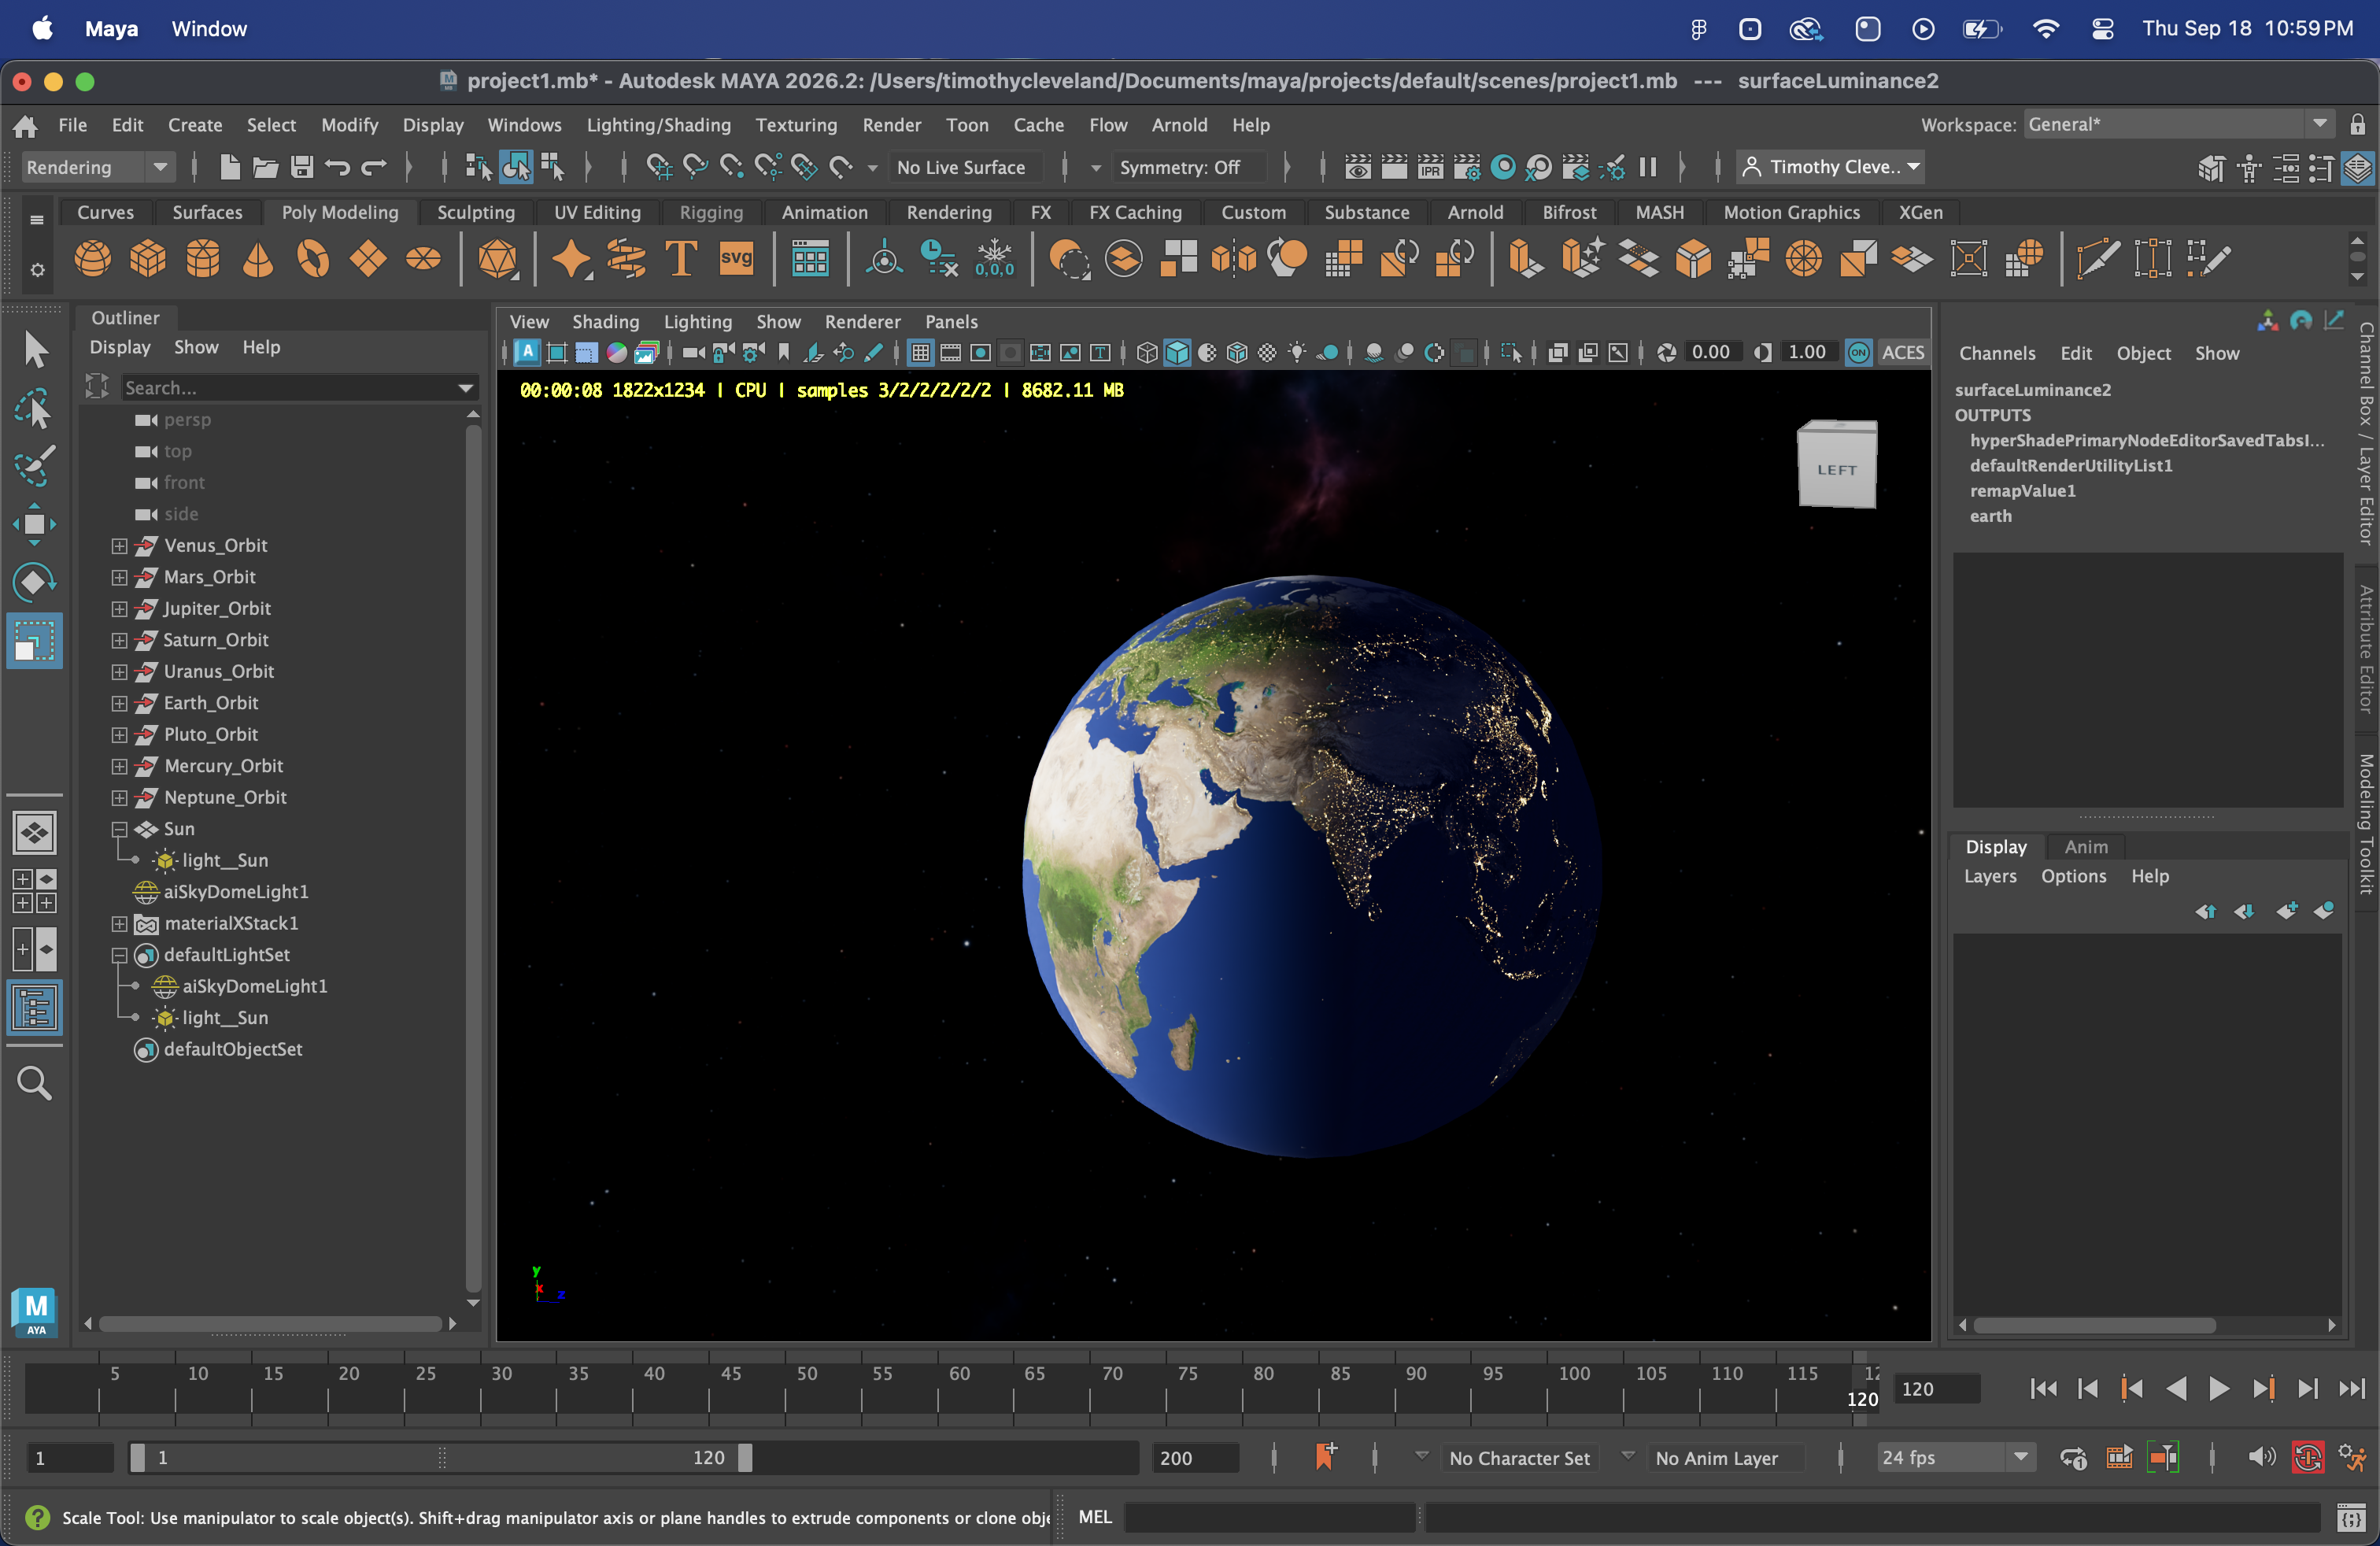 Maya Window Thu Sep 18 10:59 PM
project1.mb* - Autodesk MAYA 2026.2: /Users/timothycleveland/Documents/maya/projects/default/scenes/project1.mb --- surfaceLuminance2
File Edit Create Select Modify Display Windows Lighting/Shading Texturing Render Toon Cache Flow Arnold Help Workspace: General*
Rendering No Live Surface Symmetry: Off IPR Timothy Cleve..
Curves Surfaces Poly Modeling Sculpting UV Editing Rigging Animation Rendering FX FX Caching Custom Substance Arnold Bifrost MASH Motion Graphics XGen
T svg 0,0,0
Outliner
Display Show Help
Search...
persp
top
front
side
Venus_Orbit
Mars_Orbit
Jupiter_Orbit
Saturn_Orbit
Uranus_Orbit
Earth_Orbit
Pluto_Orbit
Mercury_Orbit
Neptune_Orbit
Sun
light__Sun
aiSkyDomeLight1
materialXStack1
defaultLightSet
aiSkyDomeLight1
light__Sun
defaultObjectSet
M
AYA
View Shading Lighting Show Renderer Panels
A T 0.00 1.00 ON ACES
00:00:08 1822x1234 | CPU | samples 3/2/2/2/2/2 | 8682.11 MB
LEFT
y
x
z
Channels Edit Object Show
surfaceLuminance2
OUTPUTS
hyperShadePrimaryNodeEditorSavedTabsI...
defaultRenderUtilityList1
remapValue1
earth
Display Anim
Layers Options Help
Channel Box / Layer Editor
Attribute Editor
Modeling Toolkit
5 10 15 20 25 30 35 40 45 50 55 60 65 70 75 80 85 90 95 100 105 110 115 12
120 120
1 1 120 200 No Character Set No Anim Layer 24 fps
Scale Tool: Use manipulator to scale object(s). Shift+drag manipulator axis or plane handles to extrude components or clone obje MEL